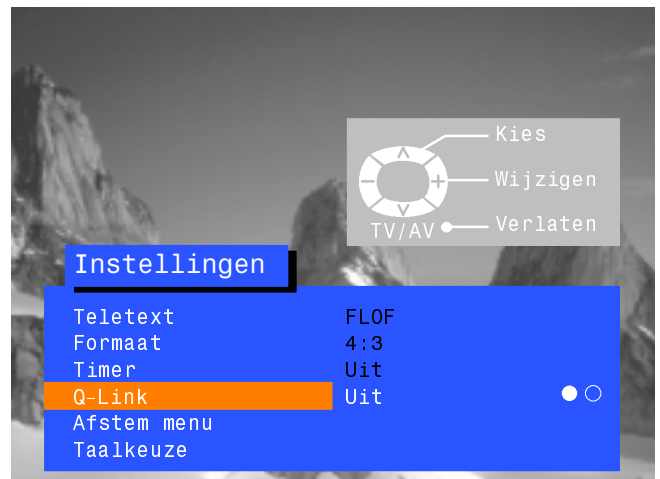 Kies
Wijzigen
TV/AV Verlaten
Instellingen
Teletext FLOF
Formaat 4:3
Timer Uit
Q-Link Uit
Afstem menu
Taalkeuze